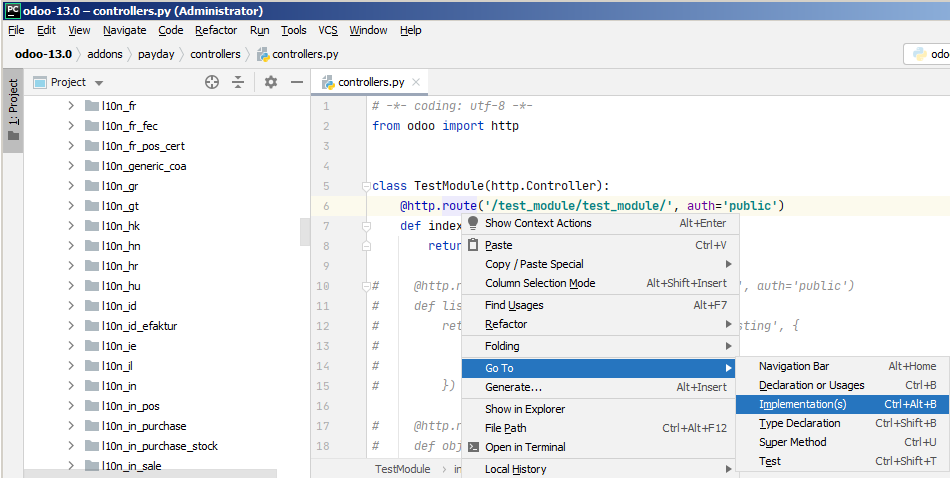 PC odoo-13.0 – controllers.py (Administrator)
File Edit View Navigate Code Refactor Run Tools VCS Window Help
odoo-13.0 addons payday controllers controllers.py odo
1: Project
Project
l10n_fr
l10n_fr_fec
l10n_fr_pos_cert
l10n_generic_coa
l10n_gr
l10n_gt
l10n_hk
l10n_hn
l10n_hr
l10n_hu
l10n_id
l10n_id_efaktur
l10n_ie
l10n_il
l10n_in
l10n_in_pos
l10n_in_purchase
l10n_in_purchase_stock
l10n_in_sale
controllers.py
1 # -*- coding: utf-8 -*-
2 from odoo import http
3
4
5 class TestModule(http.Controller):
6 @http.route('/test_module/test_module/', auth='public')
7 def index
8 retur
9
10 # @http.r ', auth='public')
11 # def lis
12 # ret sting', {
13 #
14 #
15 # })
16
17 # @http.r
18 # def obj
TestModule in
Show Context Actions Alt+Enter
Paste Ctrl+V
Copy / Paste Special
Column Selection Mode Alt+Shift+Insert
Find Usages Alt+F7
Refactor
Folding
Go To
Generate... Alt+Insert
Show in Explorer
File Path Ctrl+Alt+F12
Open in Terminal
Local History
Navigation Bar Alt+Home
Declaration or Usages Ctrl+B
Implementation(s) Ctrl+Alt+B
Type Declaration Ctrl+Shift+B
Super Method Ctrl+U
Test Ctrl+Shift+T